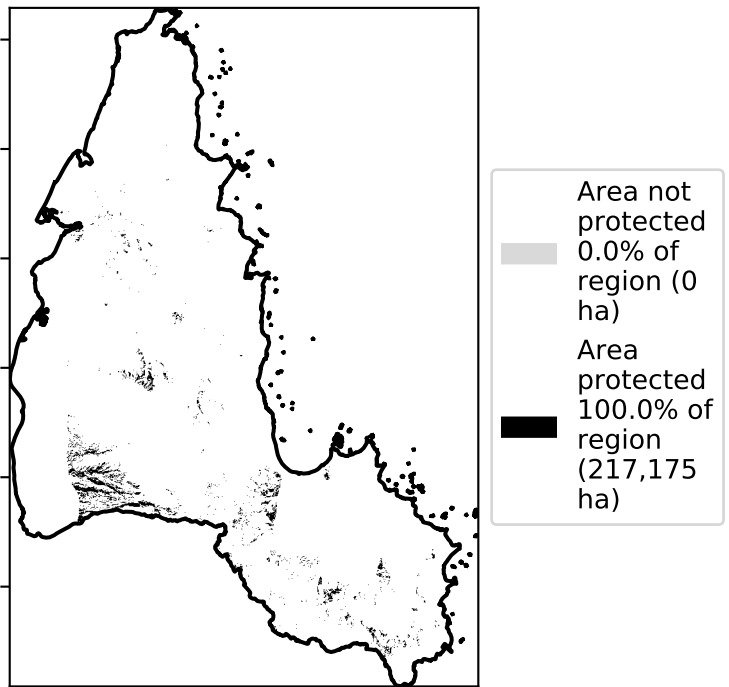 Area not
protected
0.0% of
region (0
ha)
Area
protected
100.0% of
region
(217,175
ha)